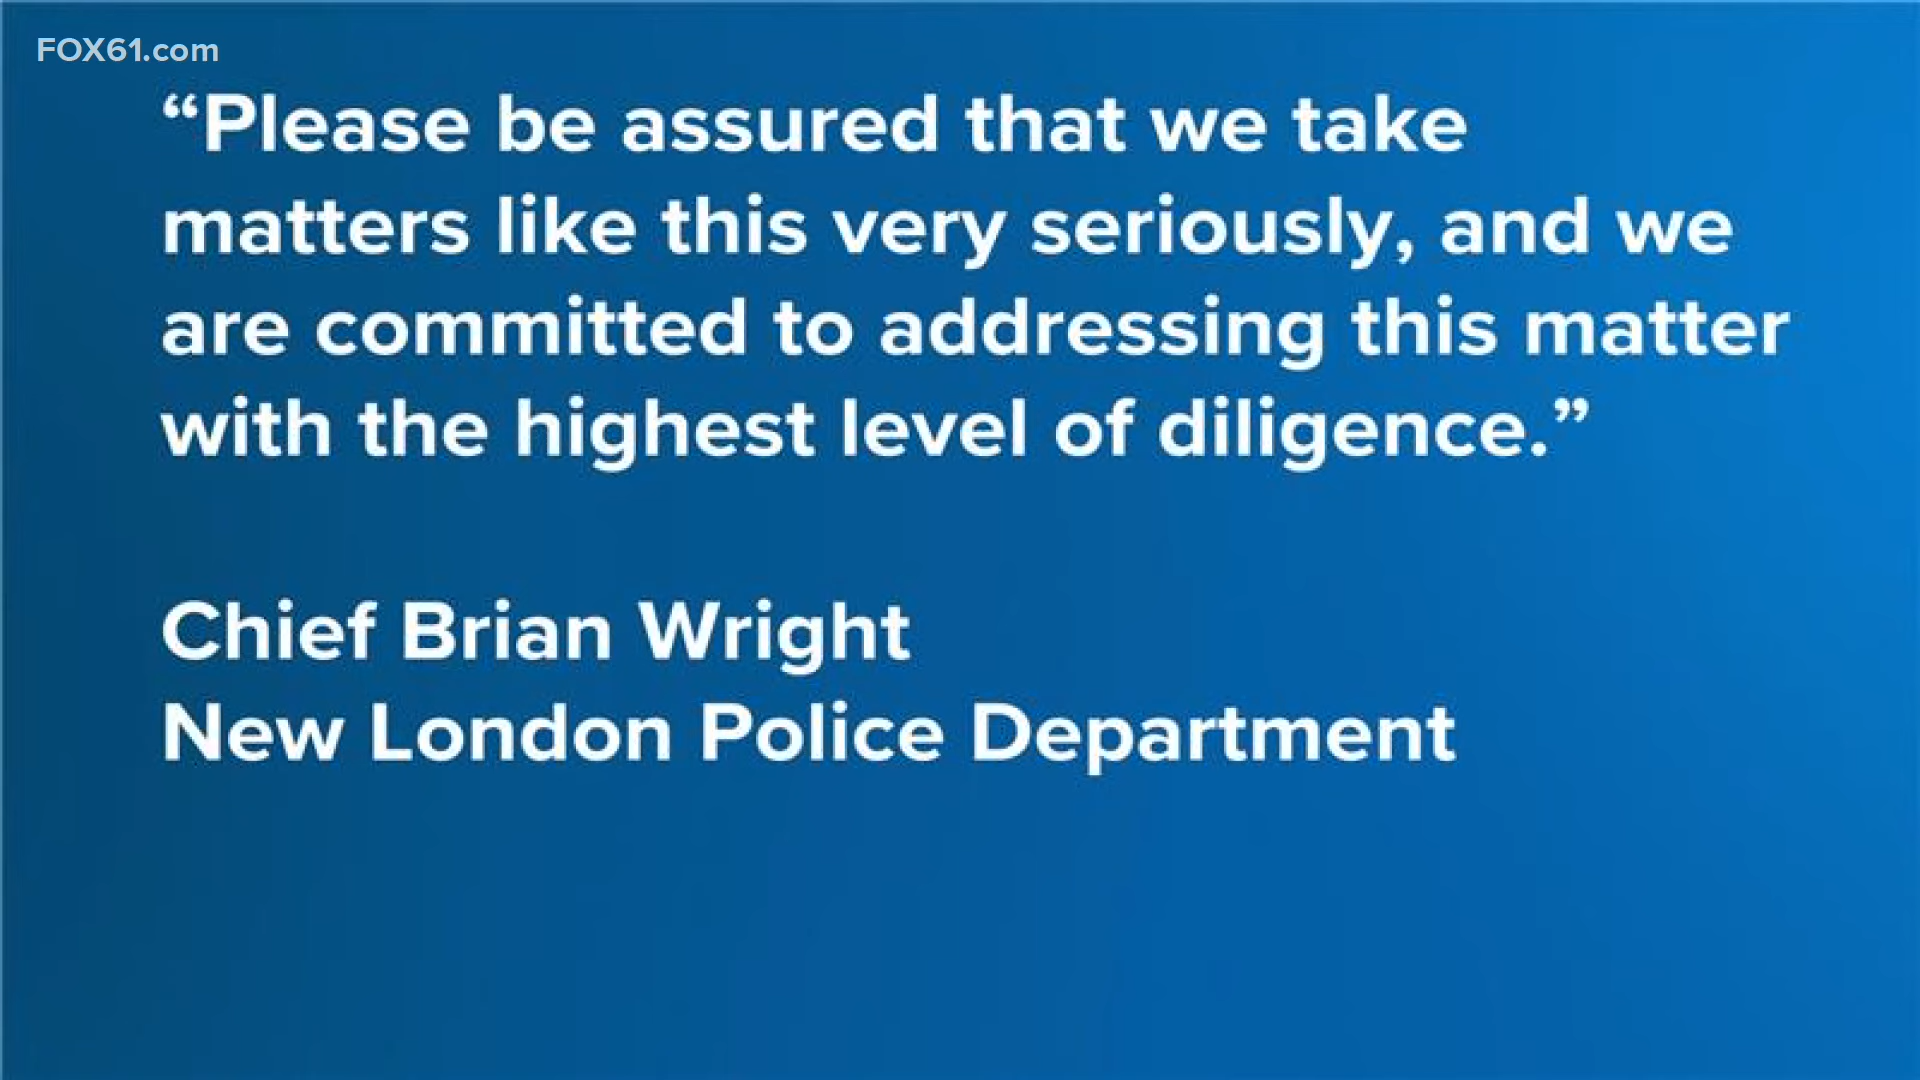 FOX61.com
“Please be assured that we take
matters like this very seriously, and we
are committed to addressing this matter
with the highest level of diligence.”
Chief Brian Wright
New London Police Department